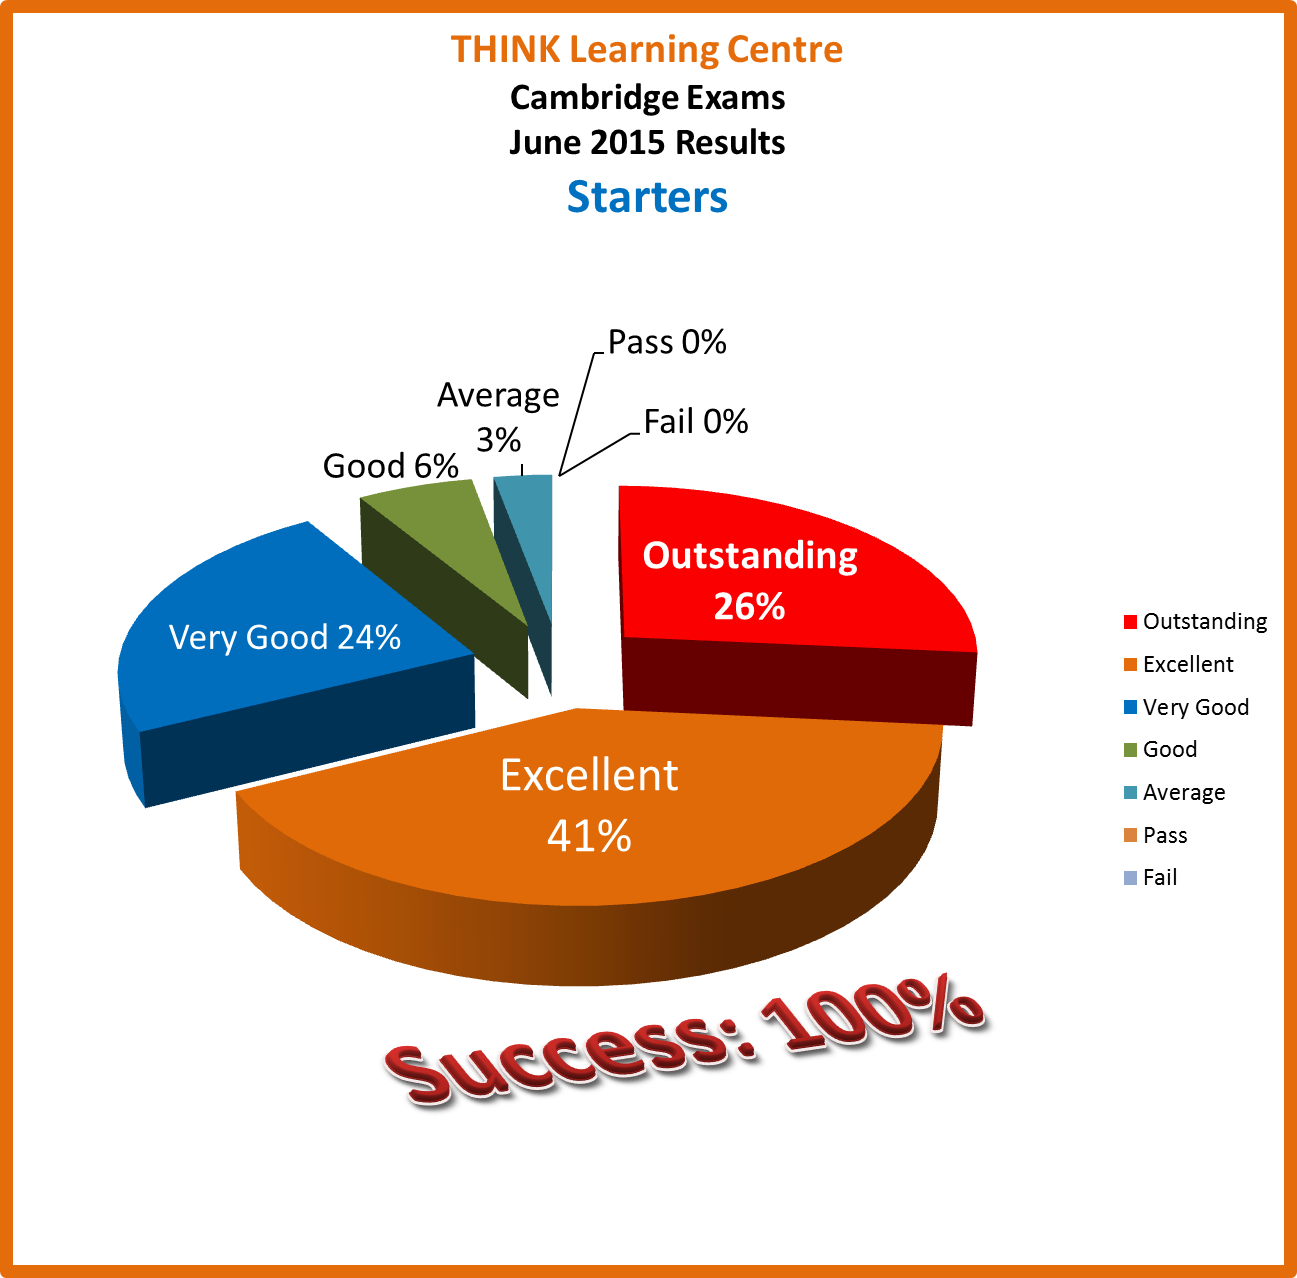 THINK Learning Centre
Cambridge Exams
June 2015 Results
Starters
Pass 0%
Average
3%
Fail 0%
Good 6%
Outstanding
26%
Very Good 24%
Excellent
41%
Outstanding
Excellent
Very Good
Good
Average
Pass
Fail
Success: 100%